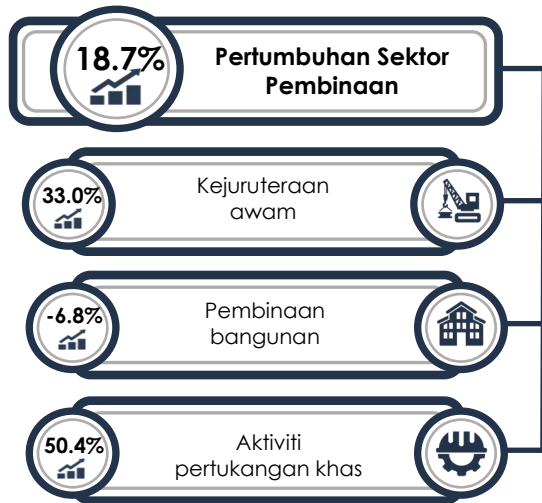 18.7%
Pertumbuhan Sektor
Pembinaan
33.0%
Kejuruteraan
awam
-6.8%
Pembinaan
bangunan
50.4%
Aktiviti
pertukangan khas